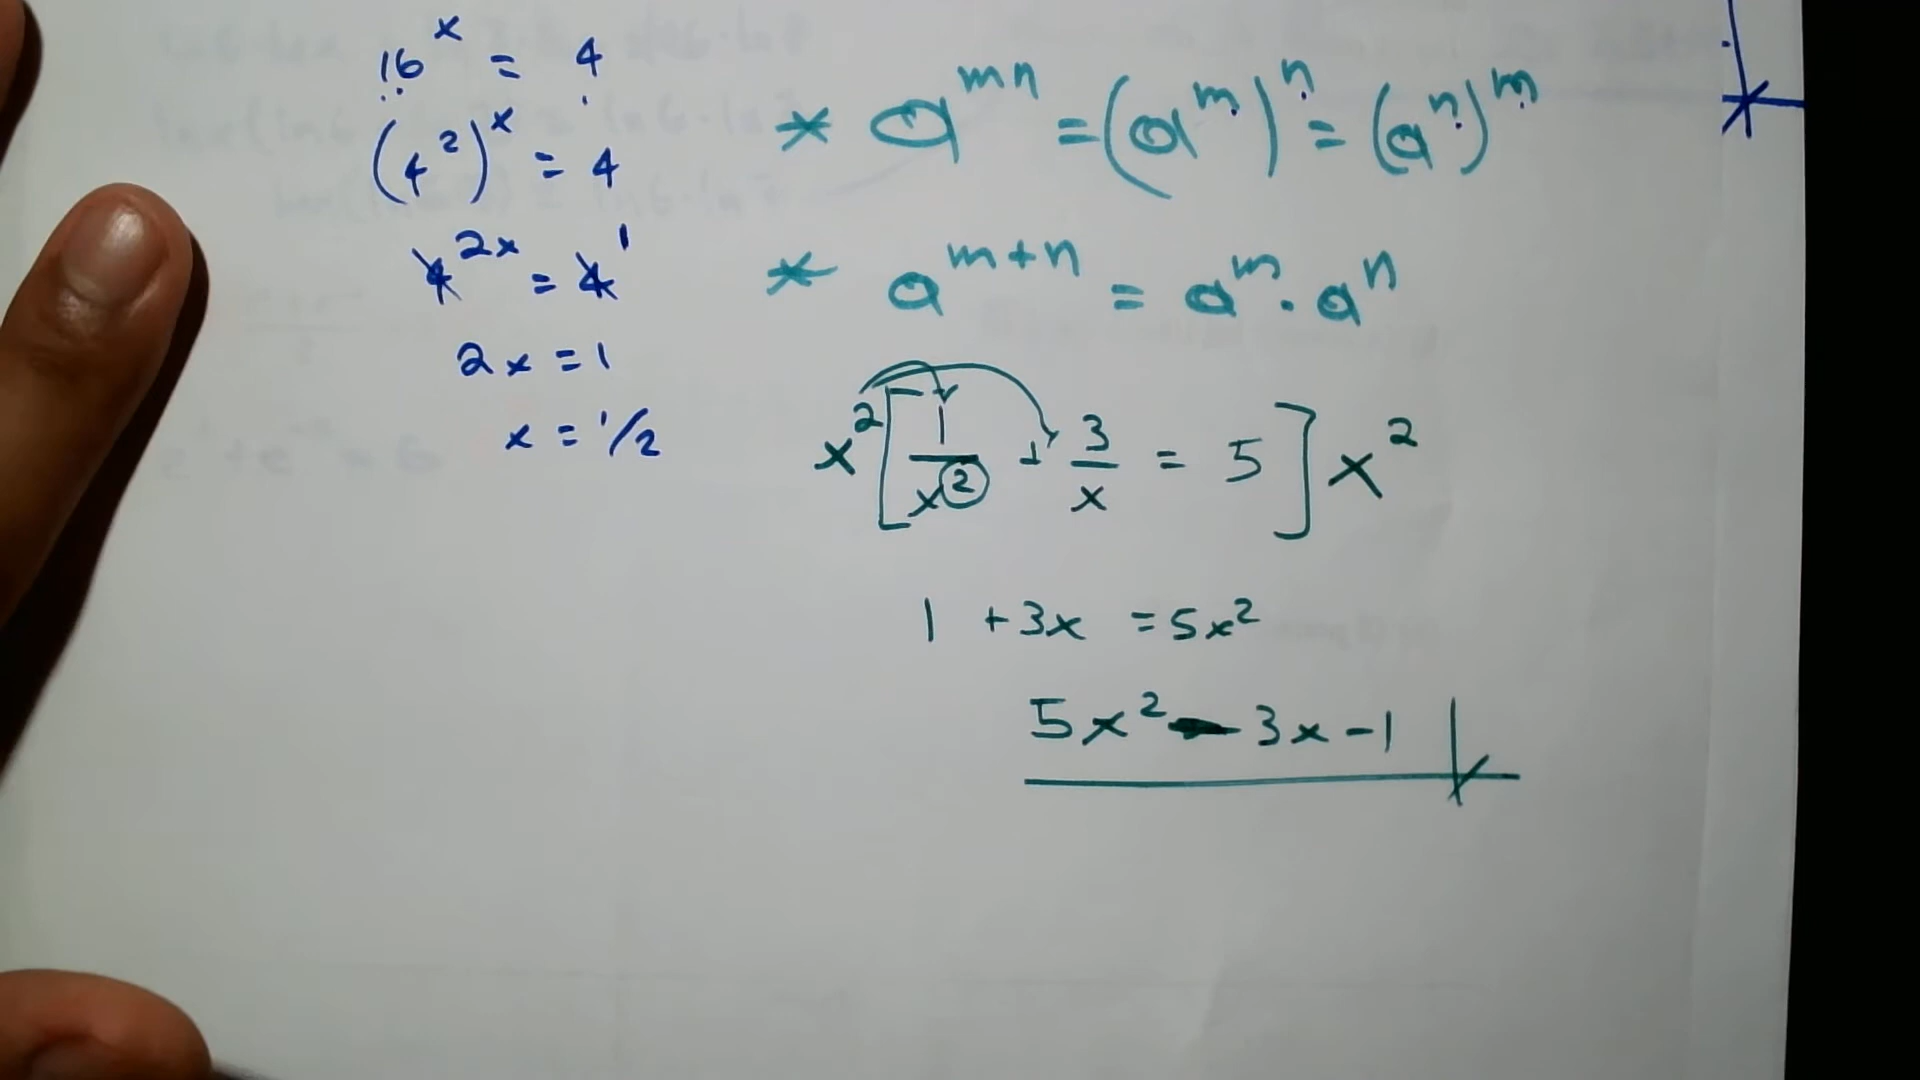 16^x = 4
(4^2)^x = 4
4^2x = 4^1
2x = 1
x = 1/2
* a^mn = (a^m)^n = (a^n)^m
* a^m+n = a^m · a^n
x^2 [ 1/x^2 + 3/x = 5 ] x^2
1 + 3x = 5x^2
5x^2 - 3x - 1